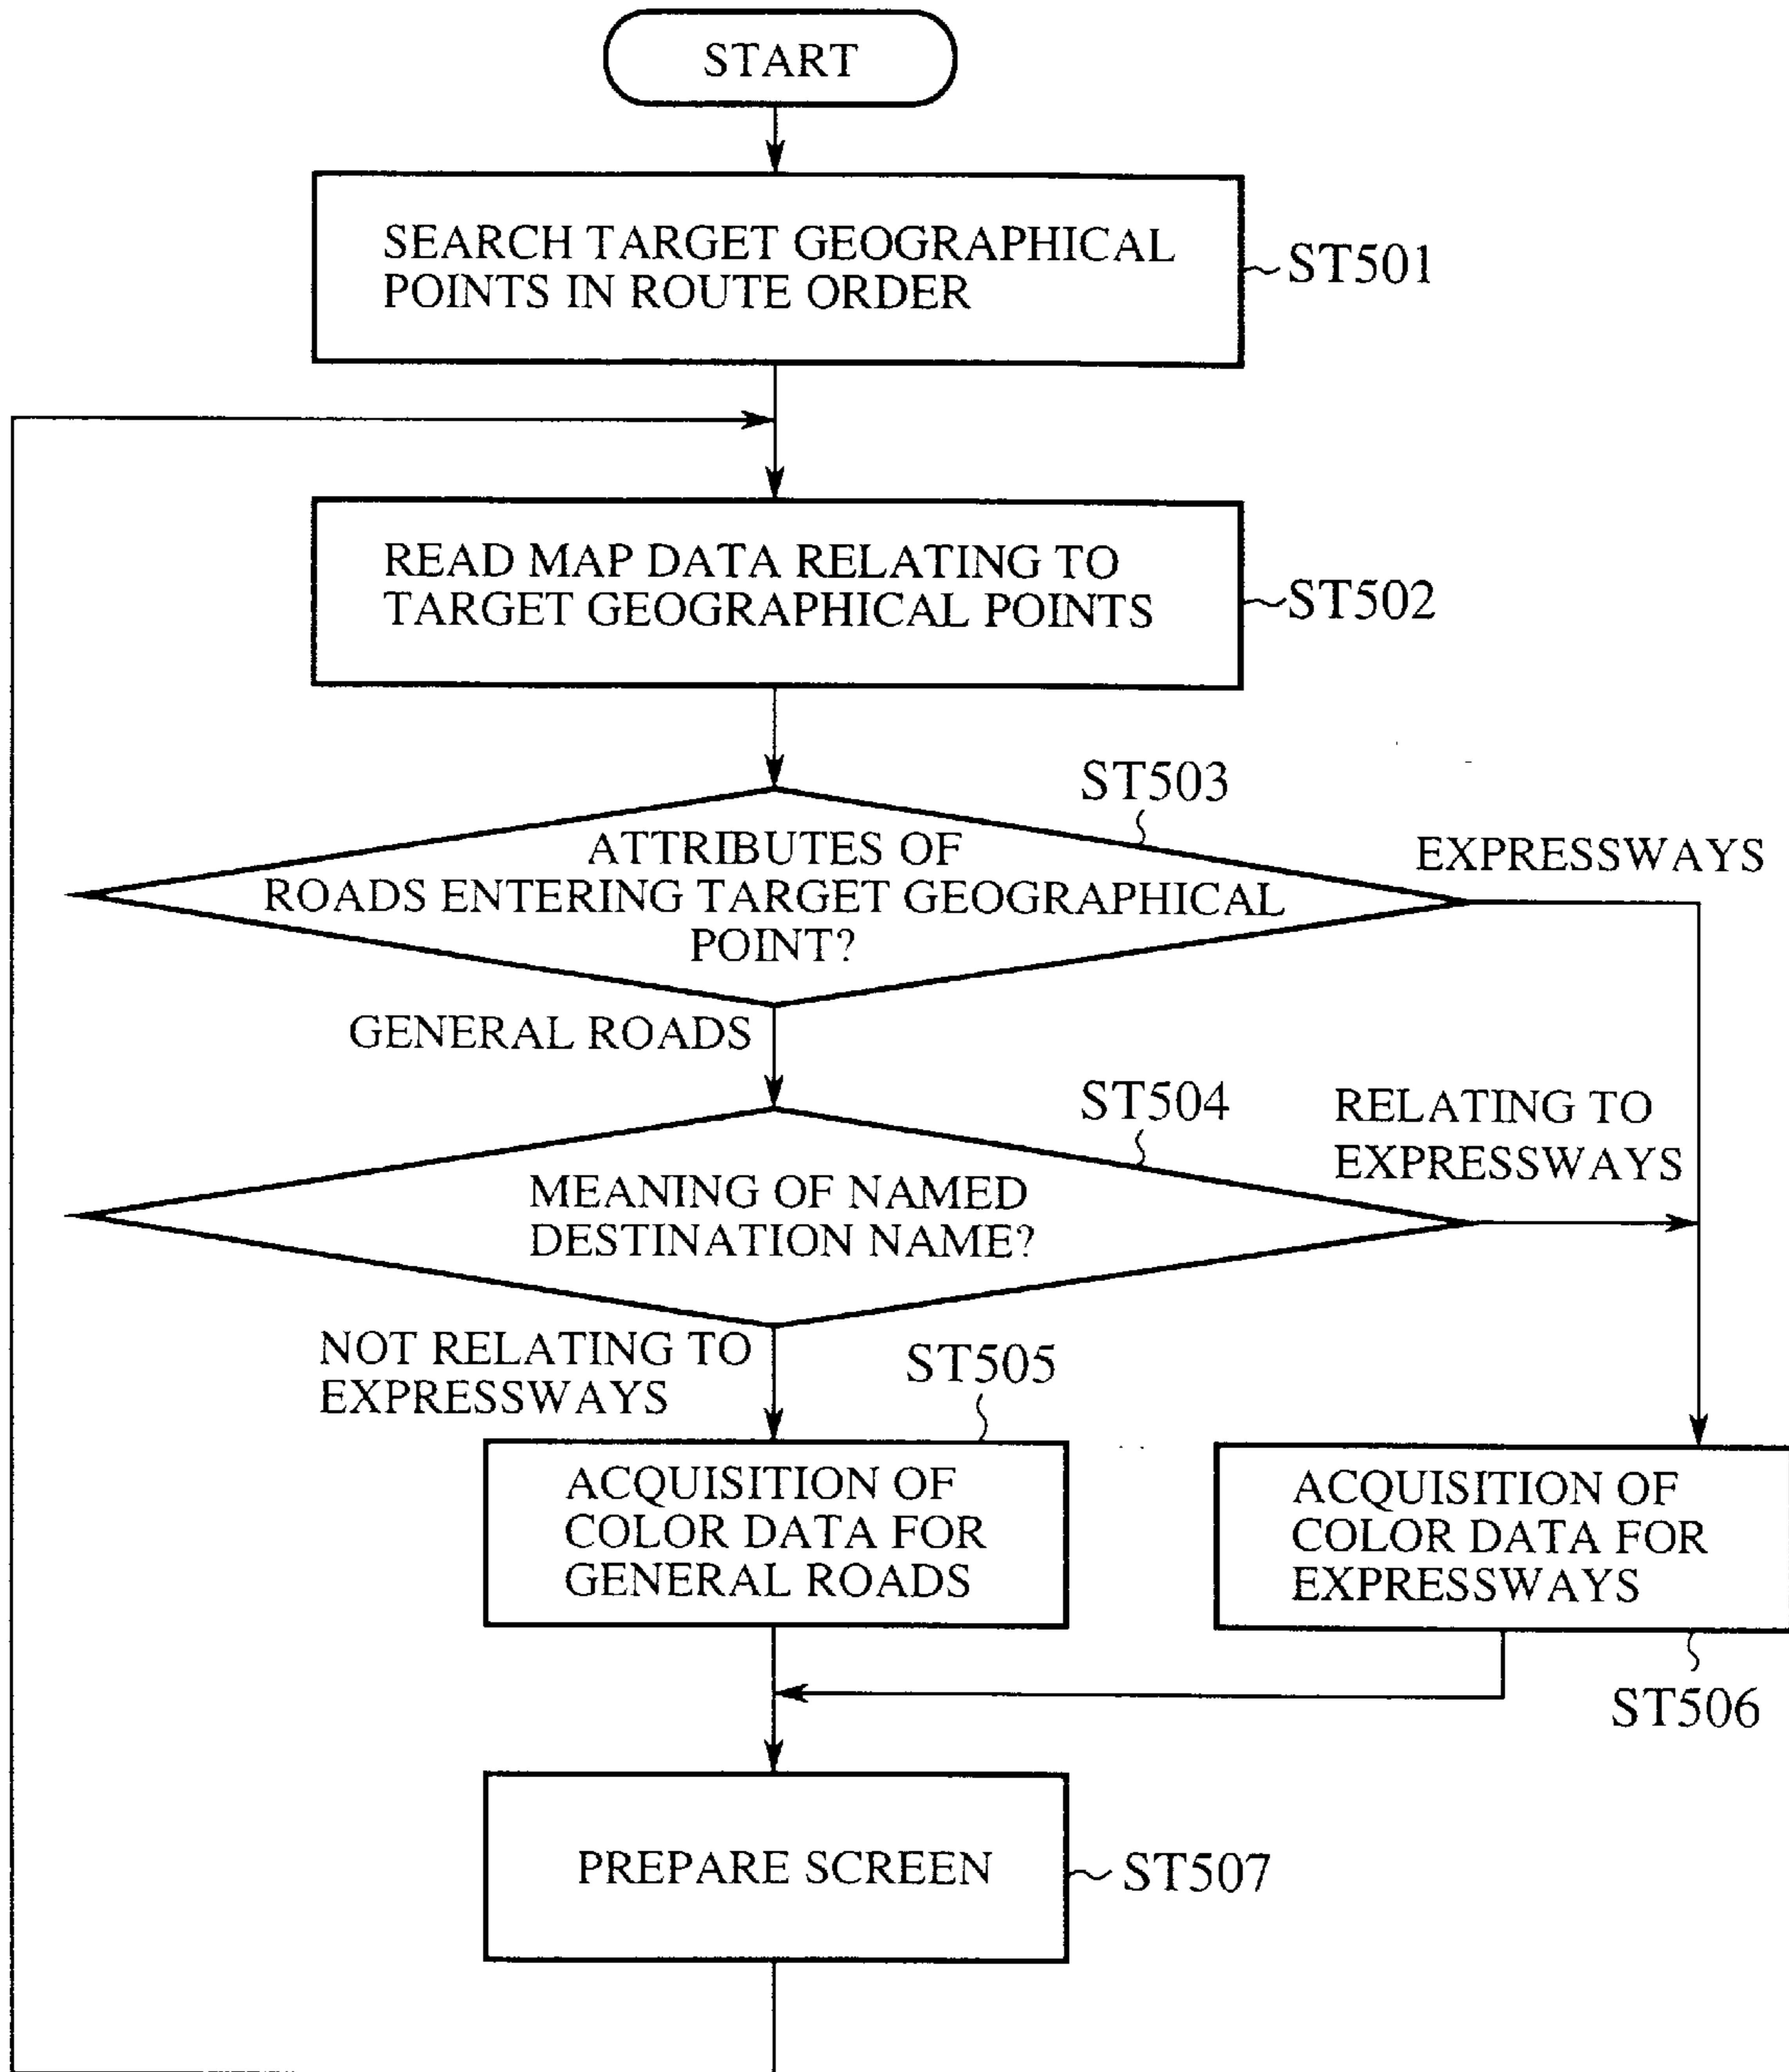 START
SEARCH TARGET GEOGRAPHICAL
POINTS IN ROUTE ORDER
ST501
READ MAP DATA RELATING TO
TARGET GEOGRAPHICAL POINTS
ST502
ST503
ATTRIBUTES OF
ROADS ENTERING TARGET GEOGRAPHICAL
POINT?
EXPRESSWAYS
GENERAL ROADS
ST504
RELATING TO
EXPRESSWAYS
MEANING OF NAMED
DESTINATION NAME?
NOT RELATING TO
EXPRESSWAYS
ST505
ACQUISITION OF
COLOR DATA FOR
GENERAL ROADS
ACQUISITION OF
COLOR DATA FOR
EXPRESSWAYS
ST506
PREPARE SCREEN
ST507